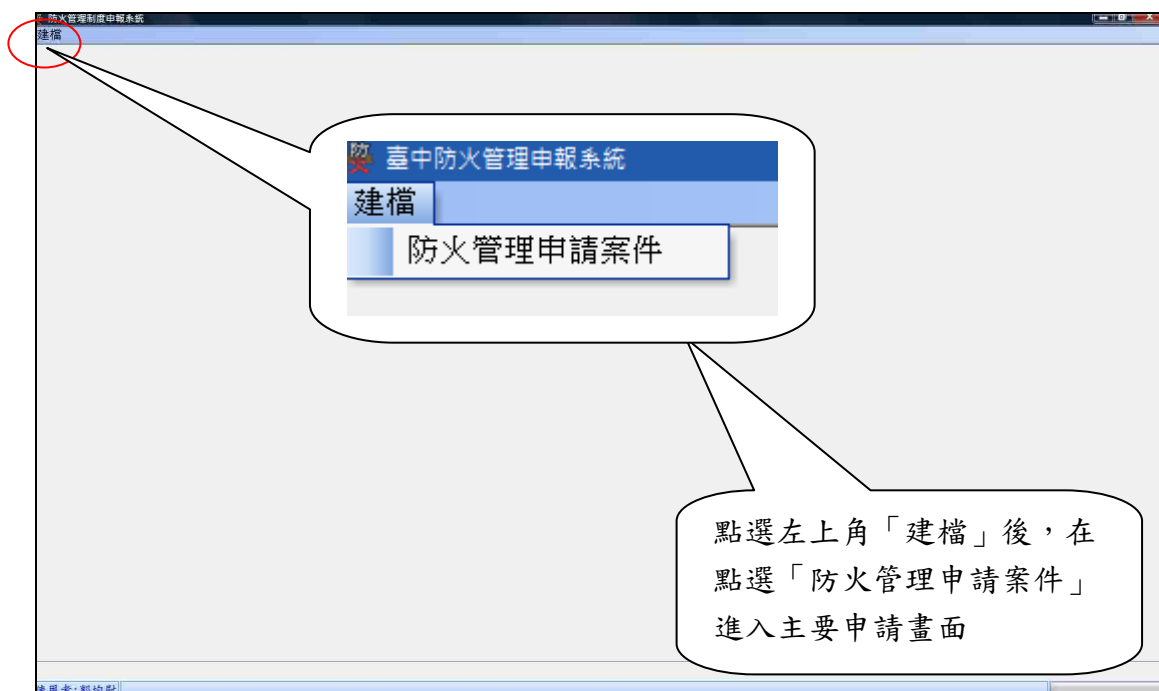 防火管理制度申報系統
建檔
臺中防火管理申報系統
建檔
防火管理申請案件
點選左上角「建檔」後，在
點選「防火管理申請案件」
進入主要申請畫面